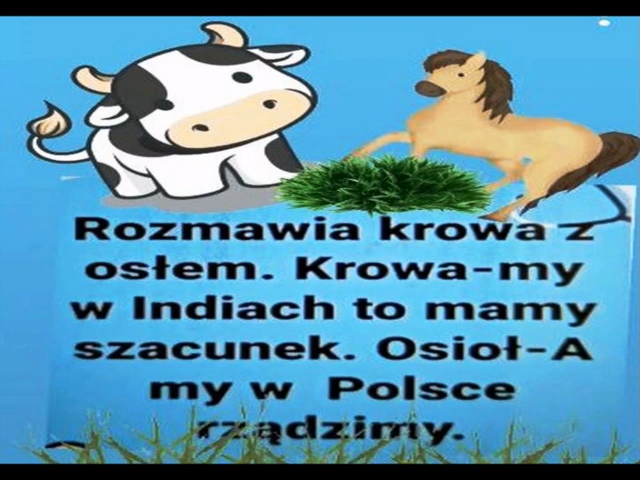 Rozmawia krowa z
osłem. Krowa-my
w Indiach to mamy
szacunek. Osioł-A
my w Polsce
rządzimy.